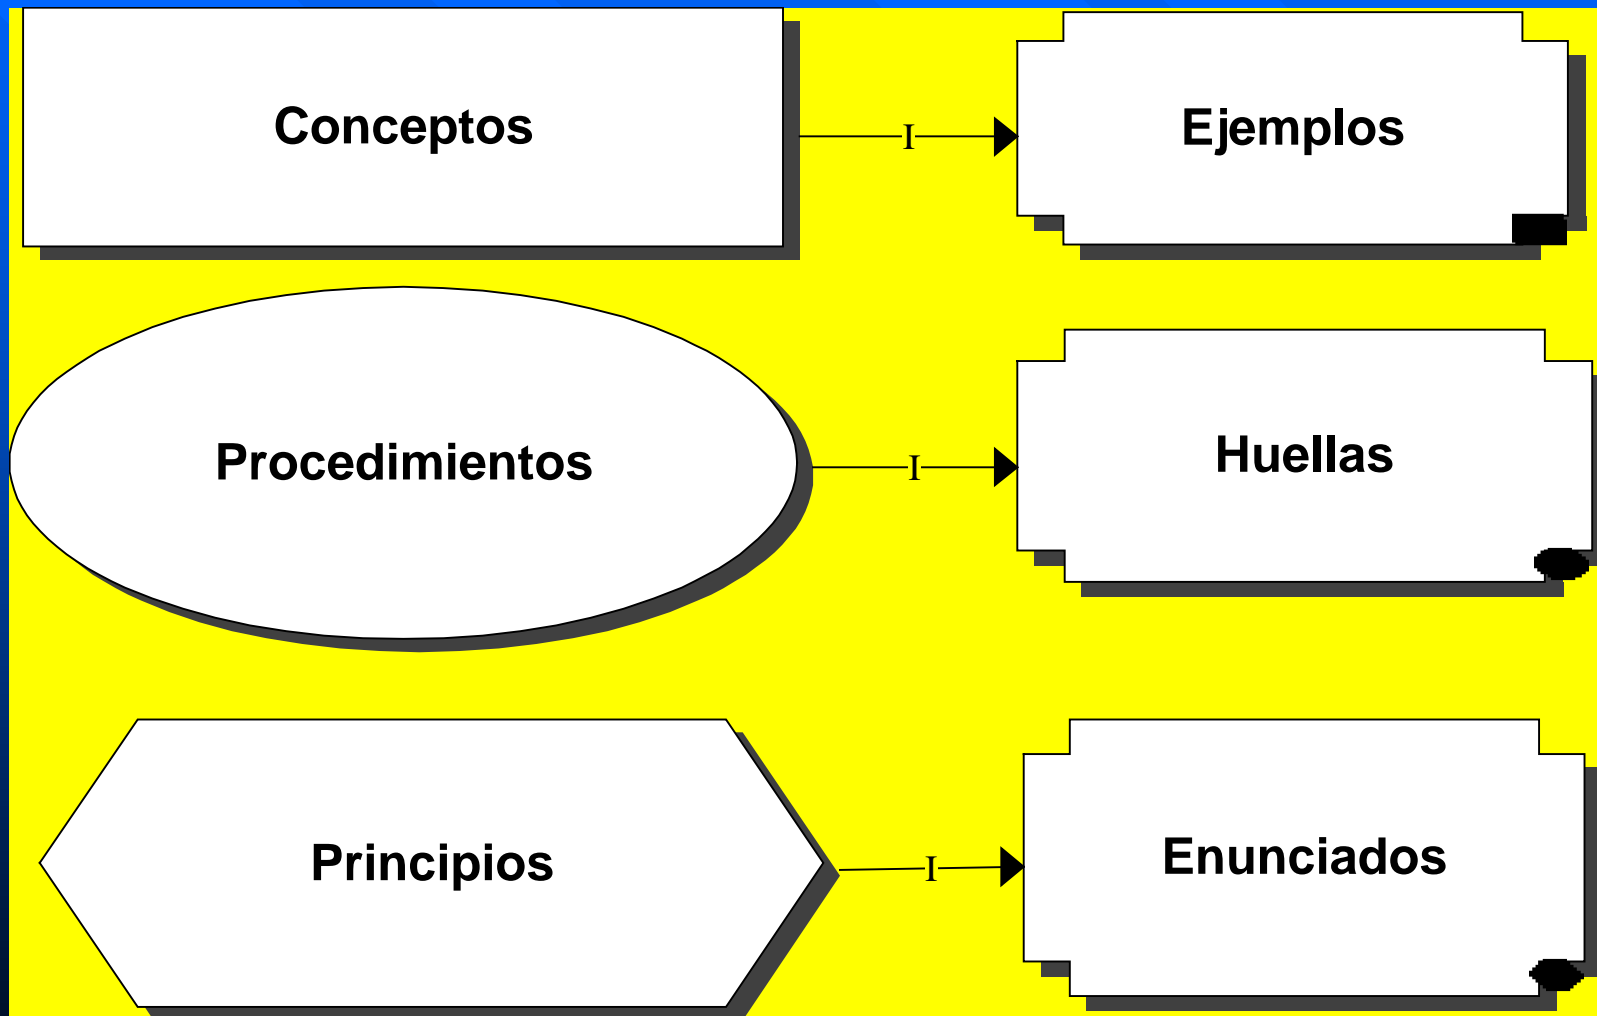 Conceptos I Ejemplos
Procedimientos I Huellas
Principios I Enunciados